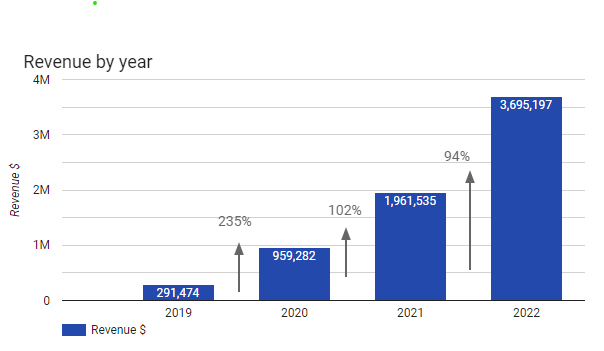 Revenue by year
4M
3M
2M
1M
0
Revenue $
3,695,197
94%
1,961,535
102%
235%
959,282
291,474
2019 2020 2021 2022
Revenue $